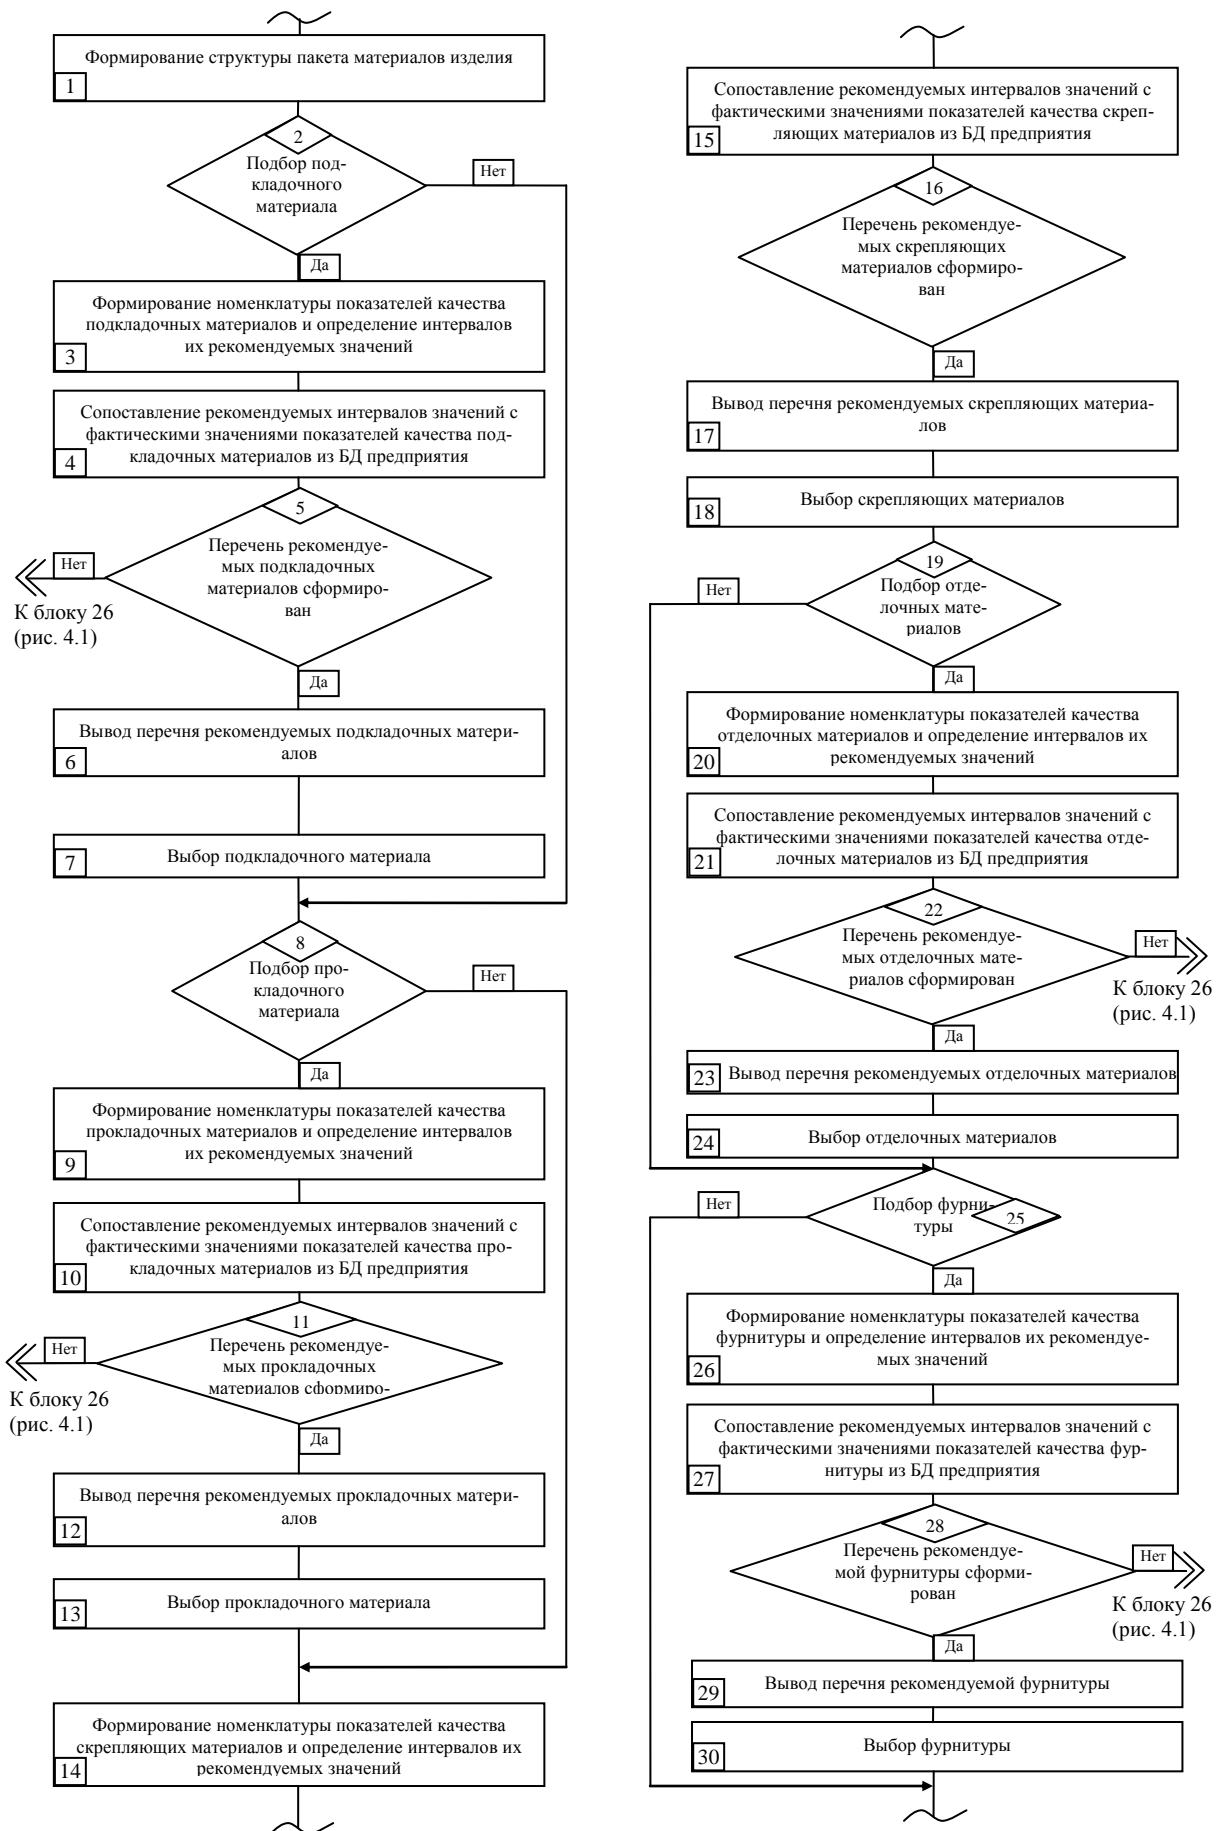 Формирование структуры пакета материалов изделия
1
2
Подбор под-
кладочного
материала
Нет
Да
Формирование номенклатуры показателей качества
подкладочных материалов и определение интервалов
их рекомендуемых значений
3
Сопоставление рекомендуемых интервалов значений с
фактическими значениями показателей качества под-
кладочных материалов из БД предприятия
4
5
Перечень рекомендуе-
мых подкладочных
материалов сформиро-
ван
Нет
К блоку 26
(рис. 4.1)
Да
Вывод перечня рекомендуемых подкладочных матери-
алов
6
Выбор подкладочного материала
7
8
Подбор про-
кладочного
материала
Нет
Да
Формирование номенклатуры показателей качества
прокладочных материалов и определение интервалов
их рекомендуемых значений
9
Сопоставление рекомендуемых интервалов значений с
фактическими значениями показателей качества про-
кладочных материалов из БД предприятия
10
11
Перечень рекомендуе-
мых прокладочных
материалов сформиро-
Нет
К блоку 26
(рис. 4.1)
Да
Вывод перечня рекомендуемых прокладочных матери-
алов
12
Выбор прокладочного материала
13
Формирование номенклатуры показателей качества
скрепляющих материалов и определение интервалов их
рекомендуемых значений
14
Сопоставление рекомендуемых интервалов значений с
фактическими значениями показателей качества скреп-
ляющих материалов из БД предприятия
15
16
Перечень рекомендуе-
мых скрепляющих
материалов сформиро-
ван
Да
Вывод перечня рекомендуемых скрепляющих материа-
лов
17
Выбор скрепляющих материалов
18
19
Подбор отде-
лочных мате-
риалов
Нет
Да
Формирование номенклатуры показателей качества
отделочных материалов и определение интервалов их
рекомендуемых значений
20
Сопоставление рекомендуемых интервалов значений с
фактическими значениями показателей качества отде-
лочных материалов из БД предприятия
21
22
Перечень рекомендуе-
мых отделочных мате-
риалов сформирован
Нет
К блоку 26
(рис. 4.1)
Да
23
Вывод перечня рекомендуемых отделочных материалов
Выбор отделочных материалов
24
Подбор фурни-
туры
25
Нет
Да
Формирование номенклатуры показателей качества
фурнитуры и определение интервалов их рекомендуе-
мых значений
26
Сопоставление рекомендуемых интервалов значений с
фактическими значениями показателей качества фур-
нитуры из БД предприятия
27
28
Перечень рекомендуе-
мой фурнитуры сформи-
рован
Нет
К блоку 26
(рис. 4.1)
Да
Вывод перечня рекомендуемой фурнитуры
29
Выбор фурнитуры
30